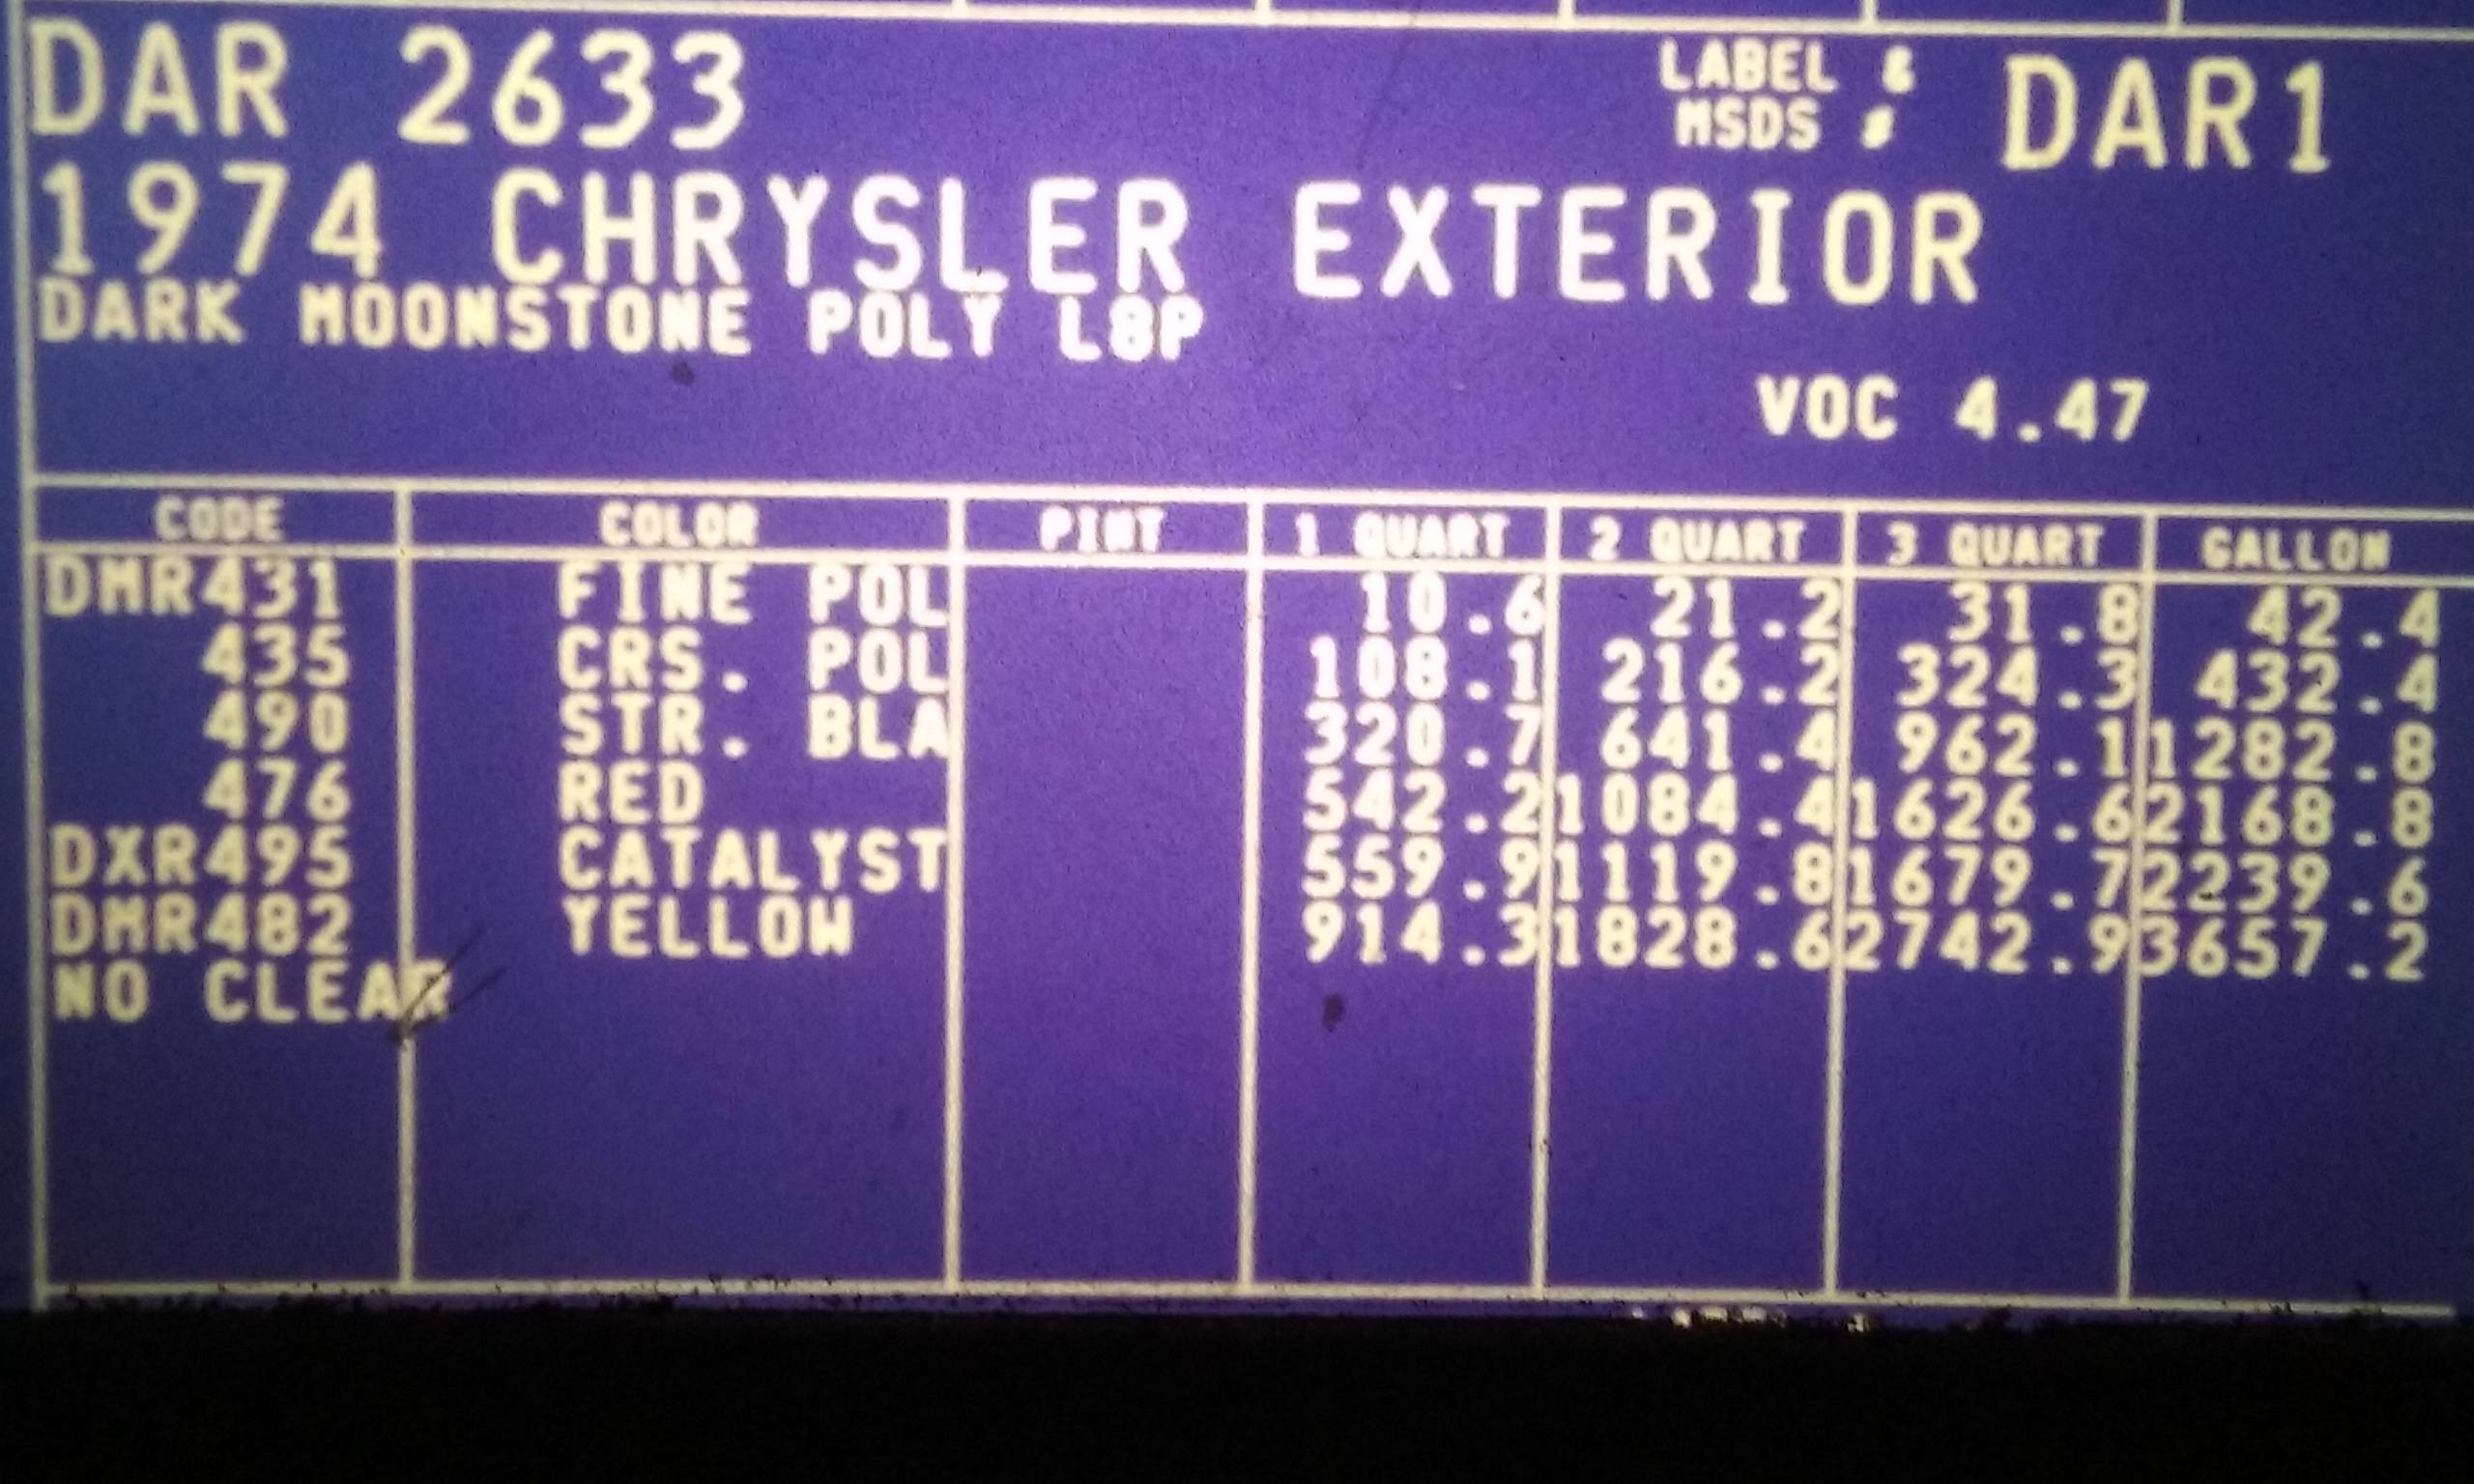 DAR 2633 LABEL & MSDS # DAR1
1974 CHRYSLER EXTERIOR
DARK MOONSTONE POLY L8P
VOC 4.47
CODE COLOR PINT 1 QUART 2 QUART 3 QUART GALLON
DMR431 FINE POL 10.6 21.2 31.8 42.4
435 CRS. POL 108.1 216.2 324.3 432.4
490 STR. BLA 320.7 641.4 962.1 1282.8
476 RED 542.2 1084.4 1626.6 2168.8
DXR495 CATALYST 559.9 1119.8 1679.7 2239.6
DMR482 YELLOW 914.3 1828.6 2742.9 3657.2
NO CLEAR